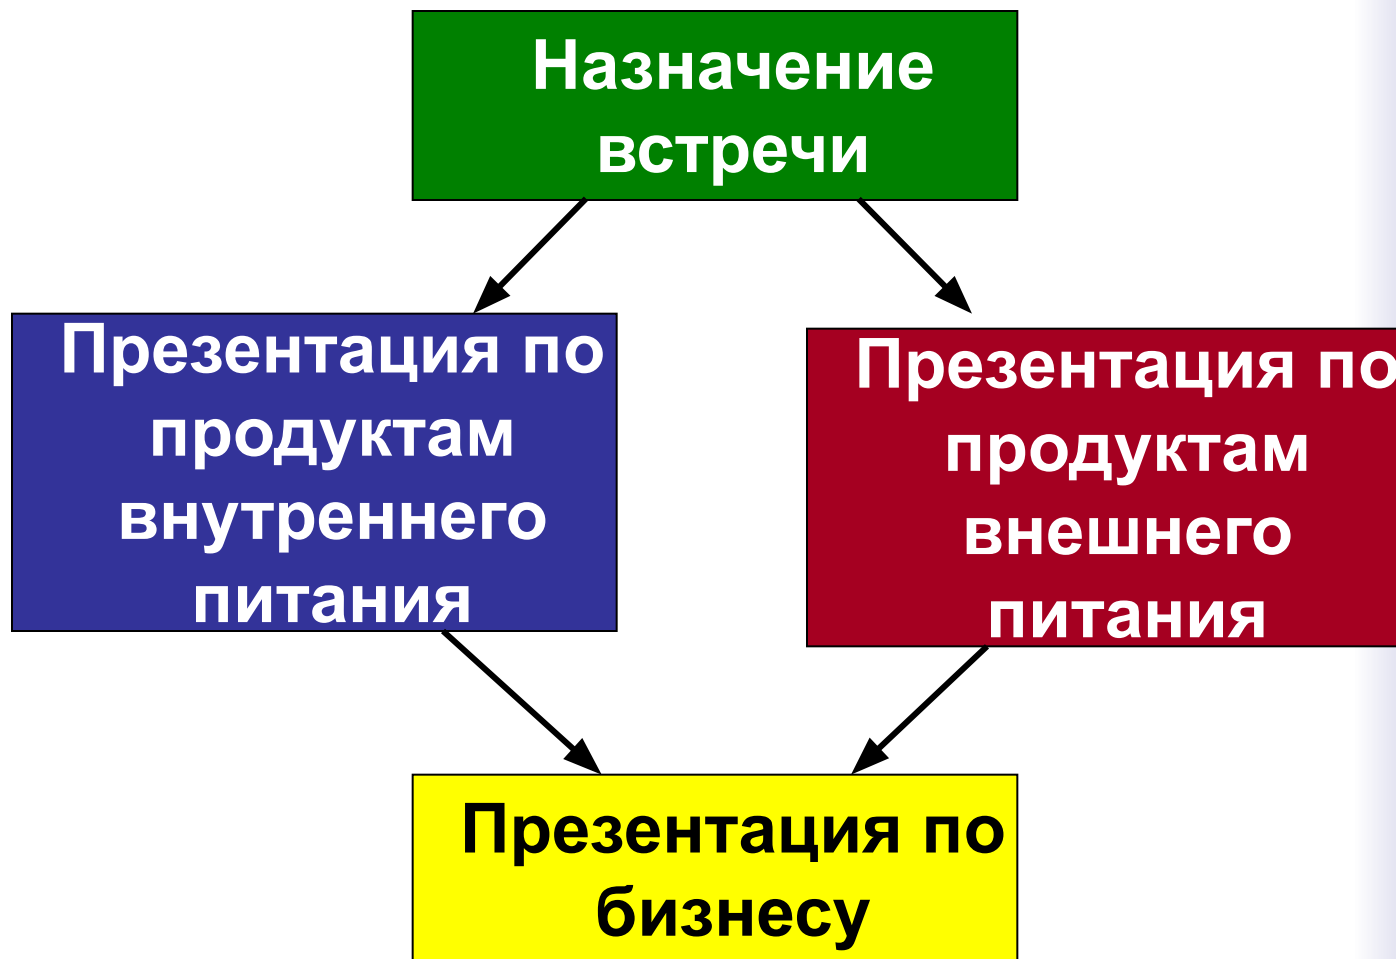 Назначение
встречи
Презентация по
продуктам
внутреннего
питания
Презентация по
продуктам
внешнего
питания
Презентация по
бизнесу